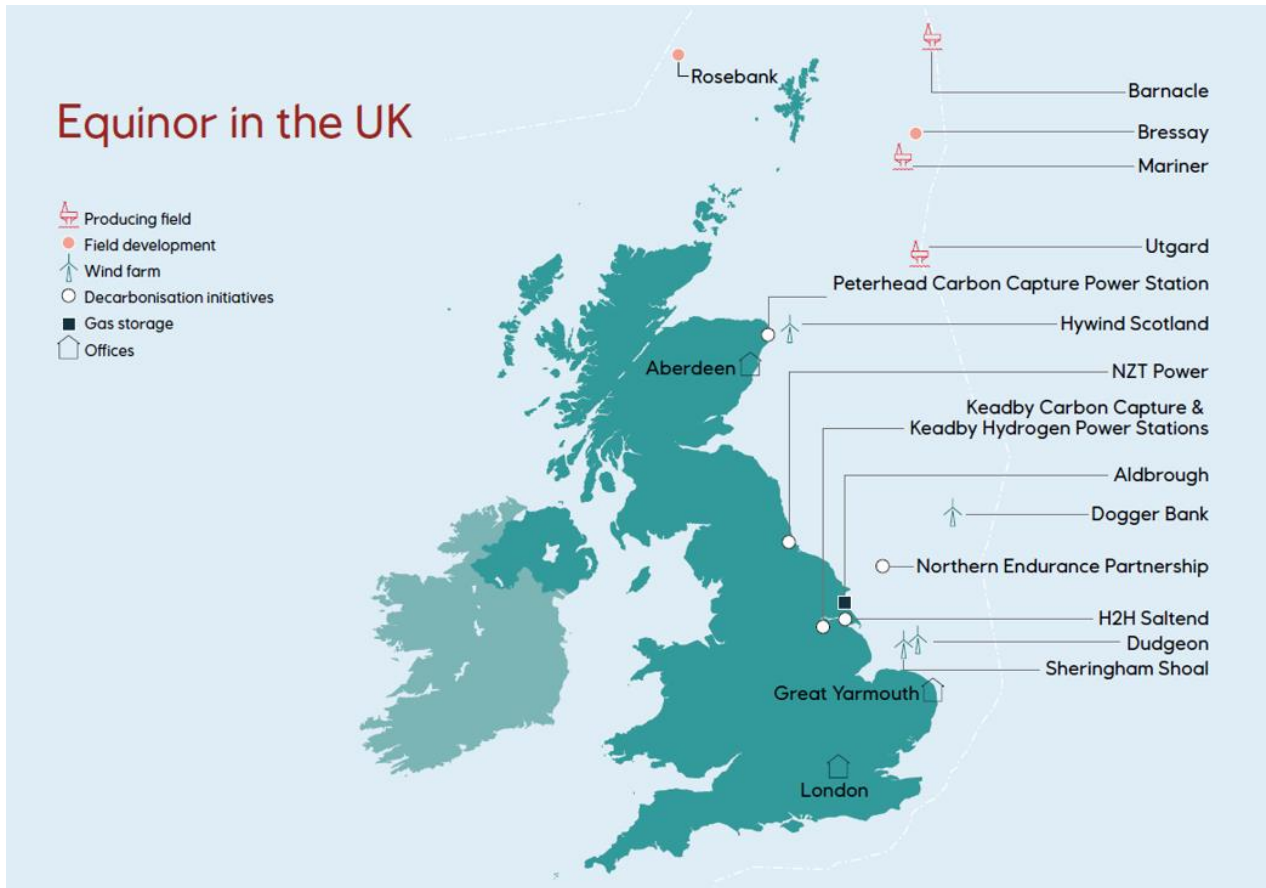 Equinor in the UK
Producing field
Field development
Wind farm
Decarbonisation initiatives
Gas storage
Offices
Rosebank
Barnacle
Bressay
Mariner
Utgard
Peterhead Carbon Capture Power Station
Hywind Scotland
Aberdeen
NZT Power
Keadby Carbon Capture &
Keadby Hydrogen Power Stations
Aldbrough
Dogger Bank
Northern Endurance Partnership
H2H Saltend
Dudgeon
Sheringham Shoal
Great Yarmouth
London